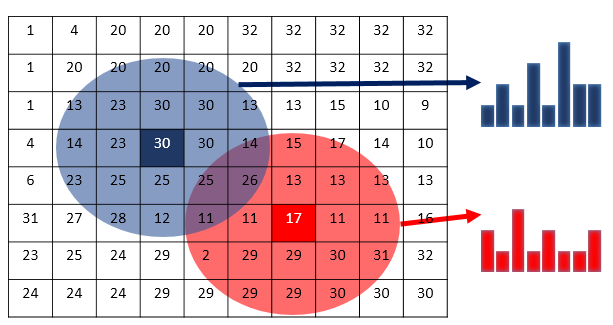 1 4 20 20 20 32 32 32 32 32
1 20 20 20 20 20 32 32 32 32
1 13 23 30 30 13 13 15 10 9
4 14 23 30 30 14 15 17 14 10
6 23 25 25 25 26 13 13 13 13
31 27 28 12 11 11 17 11 11 16
23 25 24 29 2 29 29 30 31 32
24 24 24 29 29 29 29 30 30 30